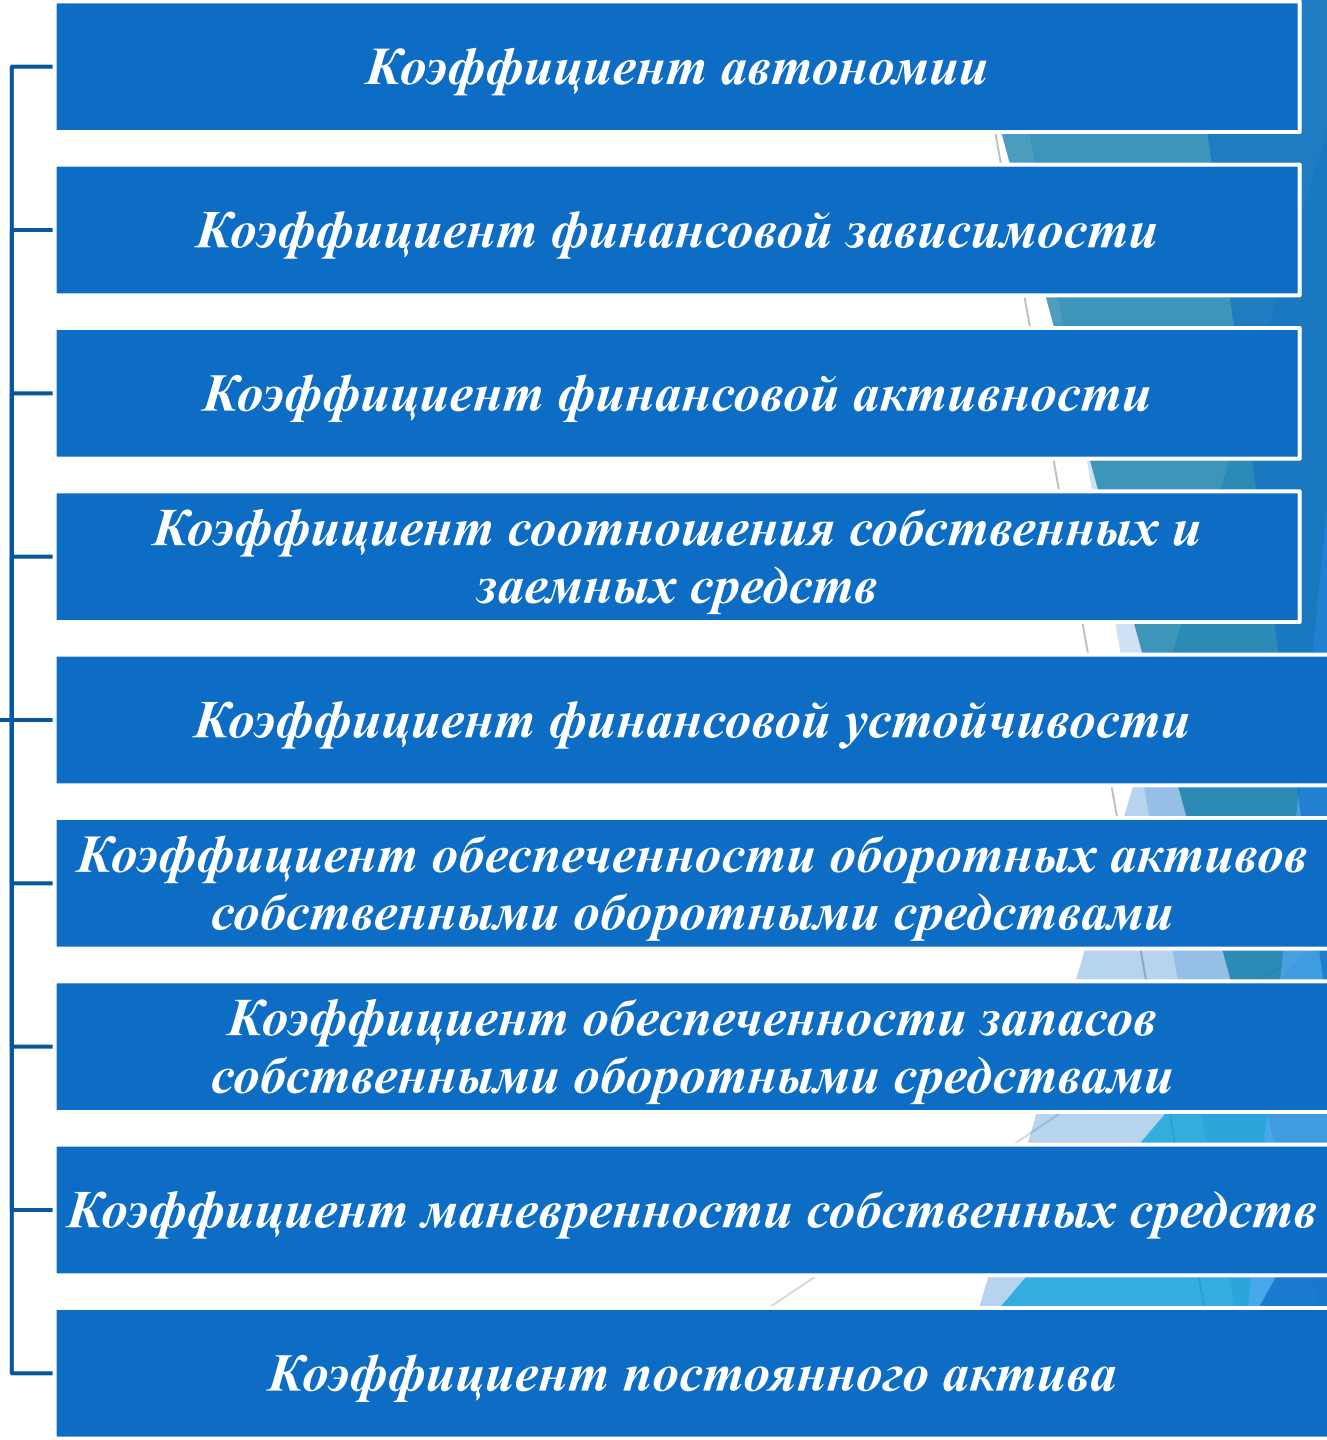 Коэффициент автономии
Коэффициент финансовой зависимости
Коэффициент финансовой активности
Коэффициент соотношения собственных и
заемных средств
Коэффициент финансовой устойчивости
Коэффициент обеспеченности оборотных активов
собственными оборотными средствами
Коэффициент обеспеченности запасов
собственными оборотными средствами
Коэффициент маневренности собственных средств
Коэффициент постоянного актива